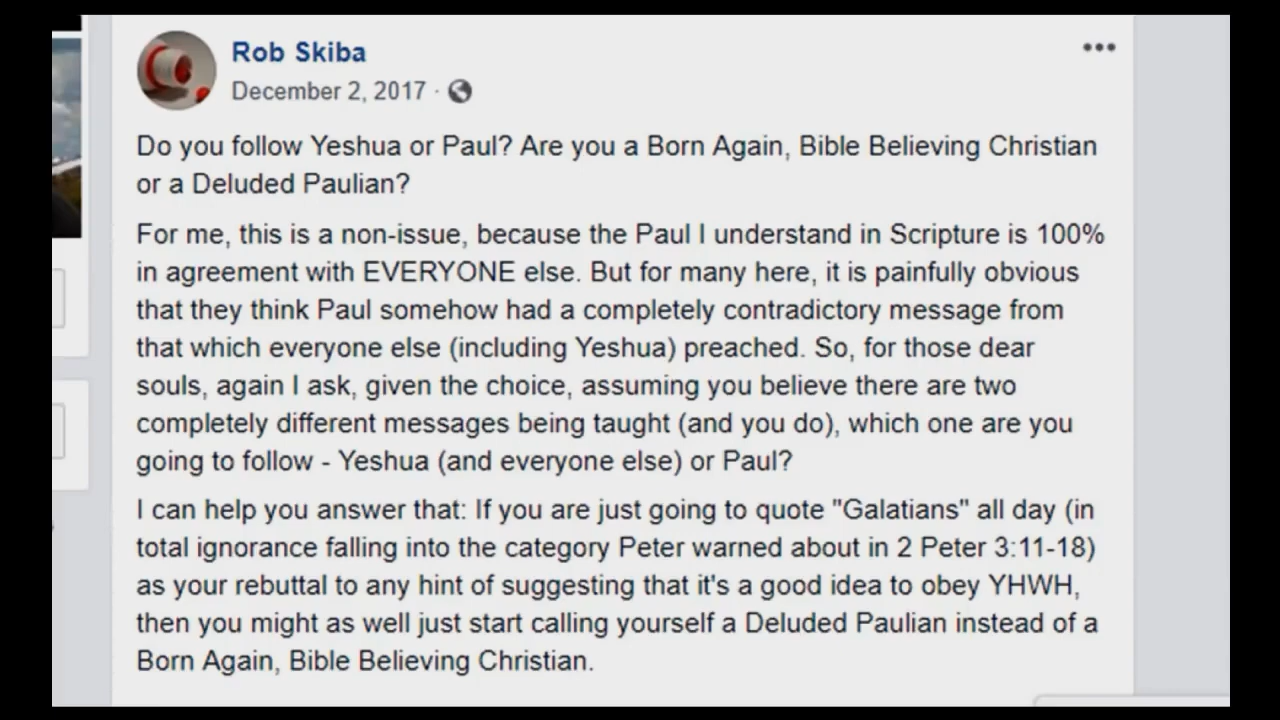 Rob Skiba
December 2, 2017 ·
Do you follow Yeshua or Paul? Are you a Born Again, Bible Believing Christian
or a Deluded Paulian?
For me, this is a non-issue, because the Paul I understand in Scripture is 100%
in agreement with EVERYONE else. But for many here, it is painfully obvious
that they think Paul somehow had a completely contradictory message from
that which everyone else (including Yeshua) preached. So, for those dear
souls, again I ask, given the choice, assuming you believe there are two
completely different messages being taught (and you do), which one are you
going to follow - Yeshua (and everyone else) or Paul?
I can help you answer that: If you are just going to quote "Galatians" all day (in
total ignorance falling into the category Peter warned about in 2 Peter 3:11-18)
as your rebuttal to any hint of suggesting that it's a good idea to obey YHWH,
then you might as well just start calling yourself a Deluded Paulian instead of a
Born Again, Bible Believing Christian.